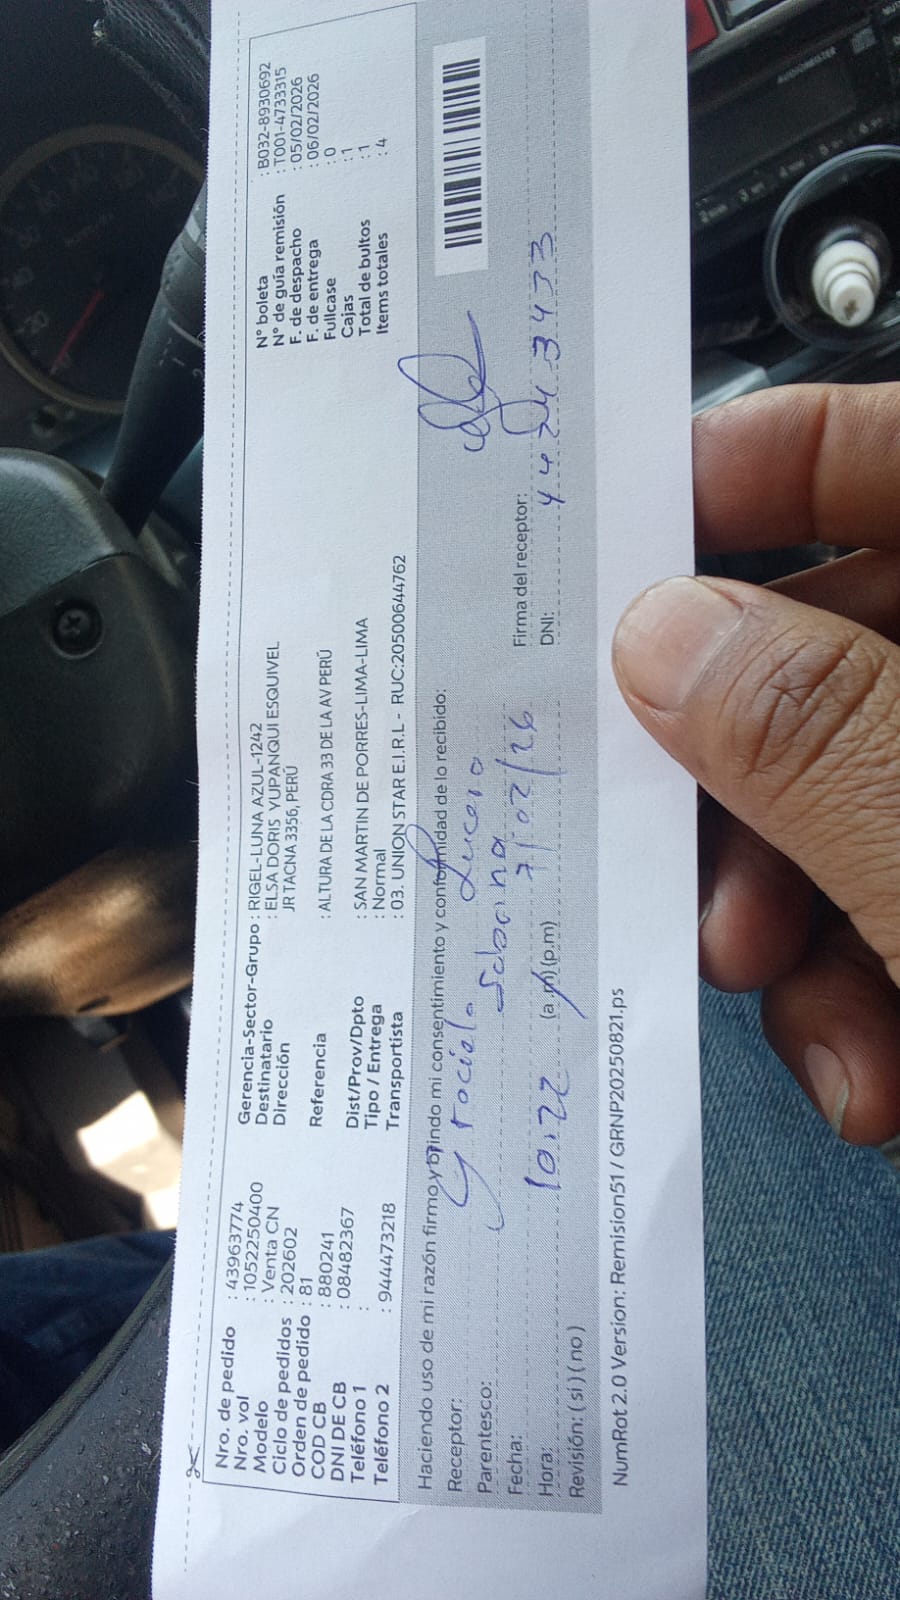 Nro. de pedido : 43963774
Nro. vol : 10522250400
Modelo : Venta CN
Ciclo de pedidos : 202602
Orden de pedido : 81
COD CB : 880241
DNI DE CB : 08482367
Teléfono 1 :
Teléfono 2 : 944473218
Gerencia-Sector-Grupo : RIGEL-LUNA AZUL-1242
Destinatario : ELSA DORIS YUPANQUI ESQUIVEL
Dirección JR TACNA 3356, PERÚ
Referencia : ALTURA DE LA CDRA 33 DE LA AV PERÚ
Dist/Prov/Dpto : SAN MARTIN DE PORRES-LIMA-LIMA
Tipo / Entrega : Normal
Transportista : 03. UNION STAR E.I.R.L - RUC:20500644762
N° boleta : B032-8930692
N° de guía remisión : T001-4733315
F. de despacho : 05/02/2026
F. de entrega : 06/02/2026
Fullcase : 0
Cajas : 1
Total de bultos : 1
Items totales : 4
Haciendo uso de mi razón firmo y brindo mi consentimiento y conformidad de lo recibido:
Receptor: Graciela Lucero
Parentesco:
Fecha: 7/02/26
Hora: 10:22 (a.m) (p.m)
Revisión: ( si ) ( no )
Firma del receptor:
DNI:
NumRot 2.0 Version: Remision51 / GRNP20250821.ps
AUDIOMEISTER